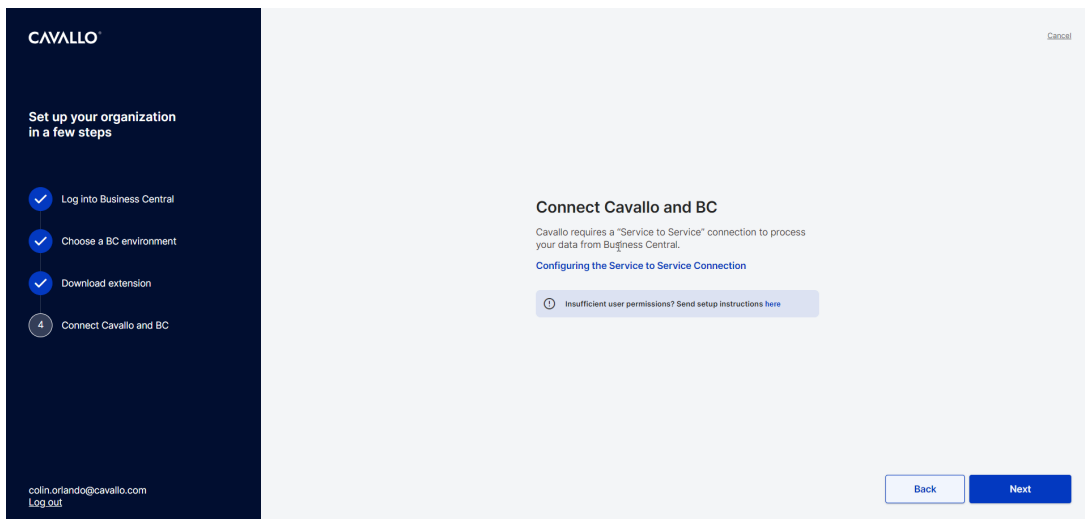 CAVALLO®
Cancel
Set up your organization
in a few steps
Log into Business Central
Choose a BC environment
Download extension
4 Connect Cavallo and BC
Connect Cavallo and BC
Cavallo requires a "Service to Service" connection to process
your data from Business Central.
Configuring the Service to Service Connection
Insufficient user permissions? Send setup instructions here
colin.orlando@cavallo.com
Log out
Back
Next